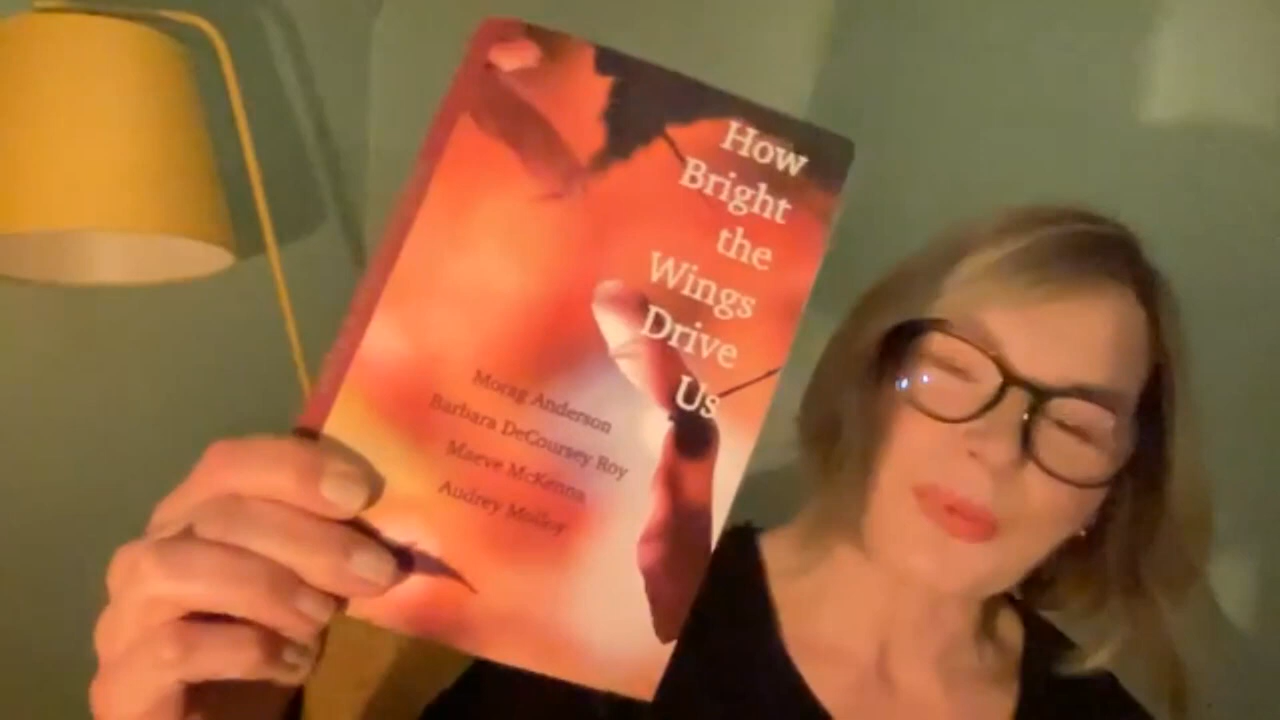 How
Bright
the
Wings
Drive
Us
Morag Anderson
Barbara DeCoursey Roy
Maeve McKenna
Audrey Molloy